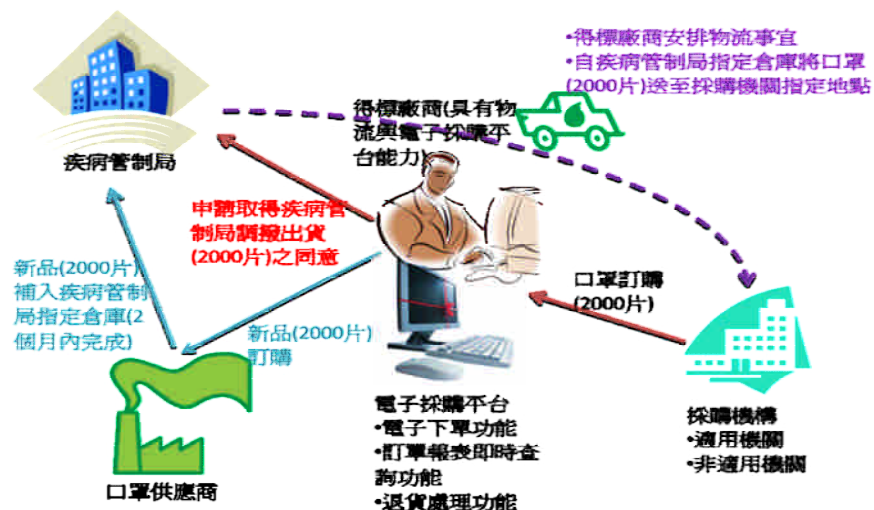 •得標廠商安排物流事宜
•自疾病管制局指定倉庫將口罩
(2000片)送至採購機關指定地點
得標廠商(具有物
流與電子採購平
台能力)
疾病管制局
申請取得疾病管
制局調撥出貨
(2000片)之同意
新品(2000片)
補入疾病管制
局指定倉庫(2
個月內完成)
口罩訂購
(2000片)
新品(2000片)
訂購
電子採購平台
•電子下單功能
•訂單報表即時查
詢功能
•退貨處理功能
採購機構
•適用機關
•非適用機關
口罩供應商